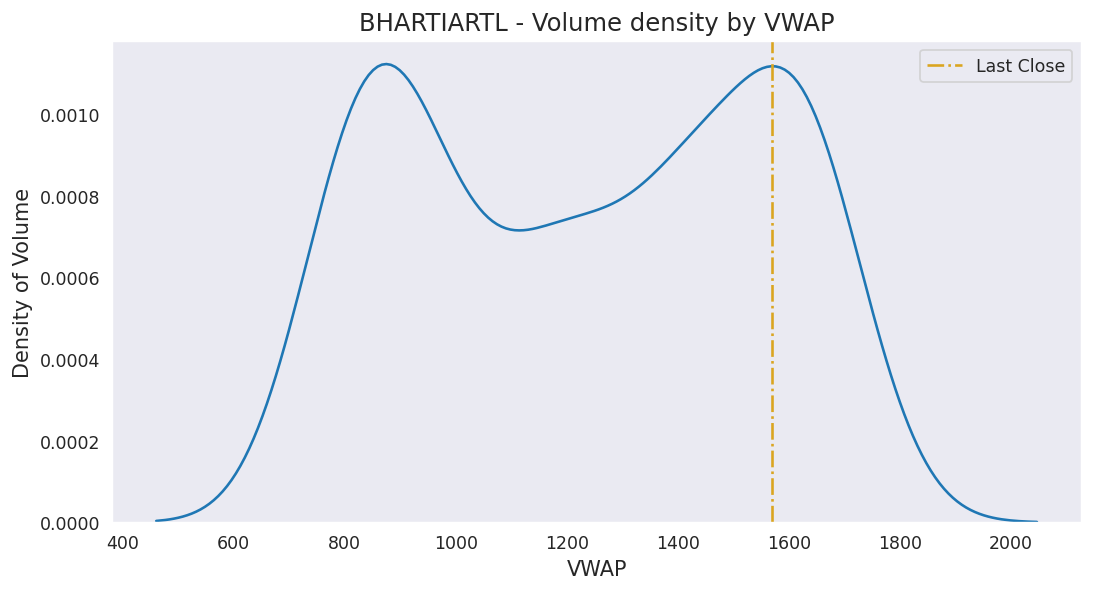 BHARTIARTL - Volume density by VWAP
Last Close
Density of Volume
0.0010
0.0008
0.0006
0.0004
0.0002
0.0000
400 600 800 1000 1200 1400 1600 1800 2000
VWAP